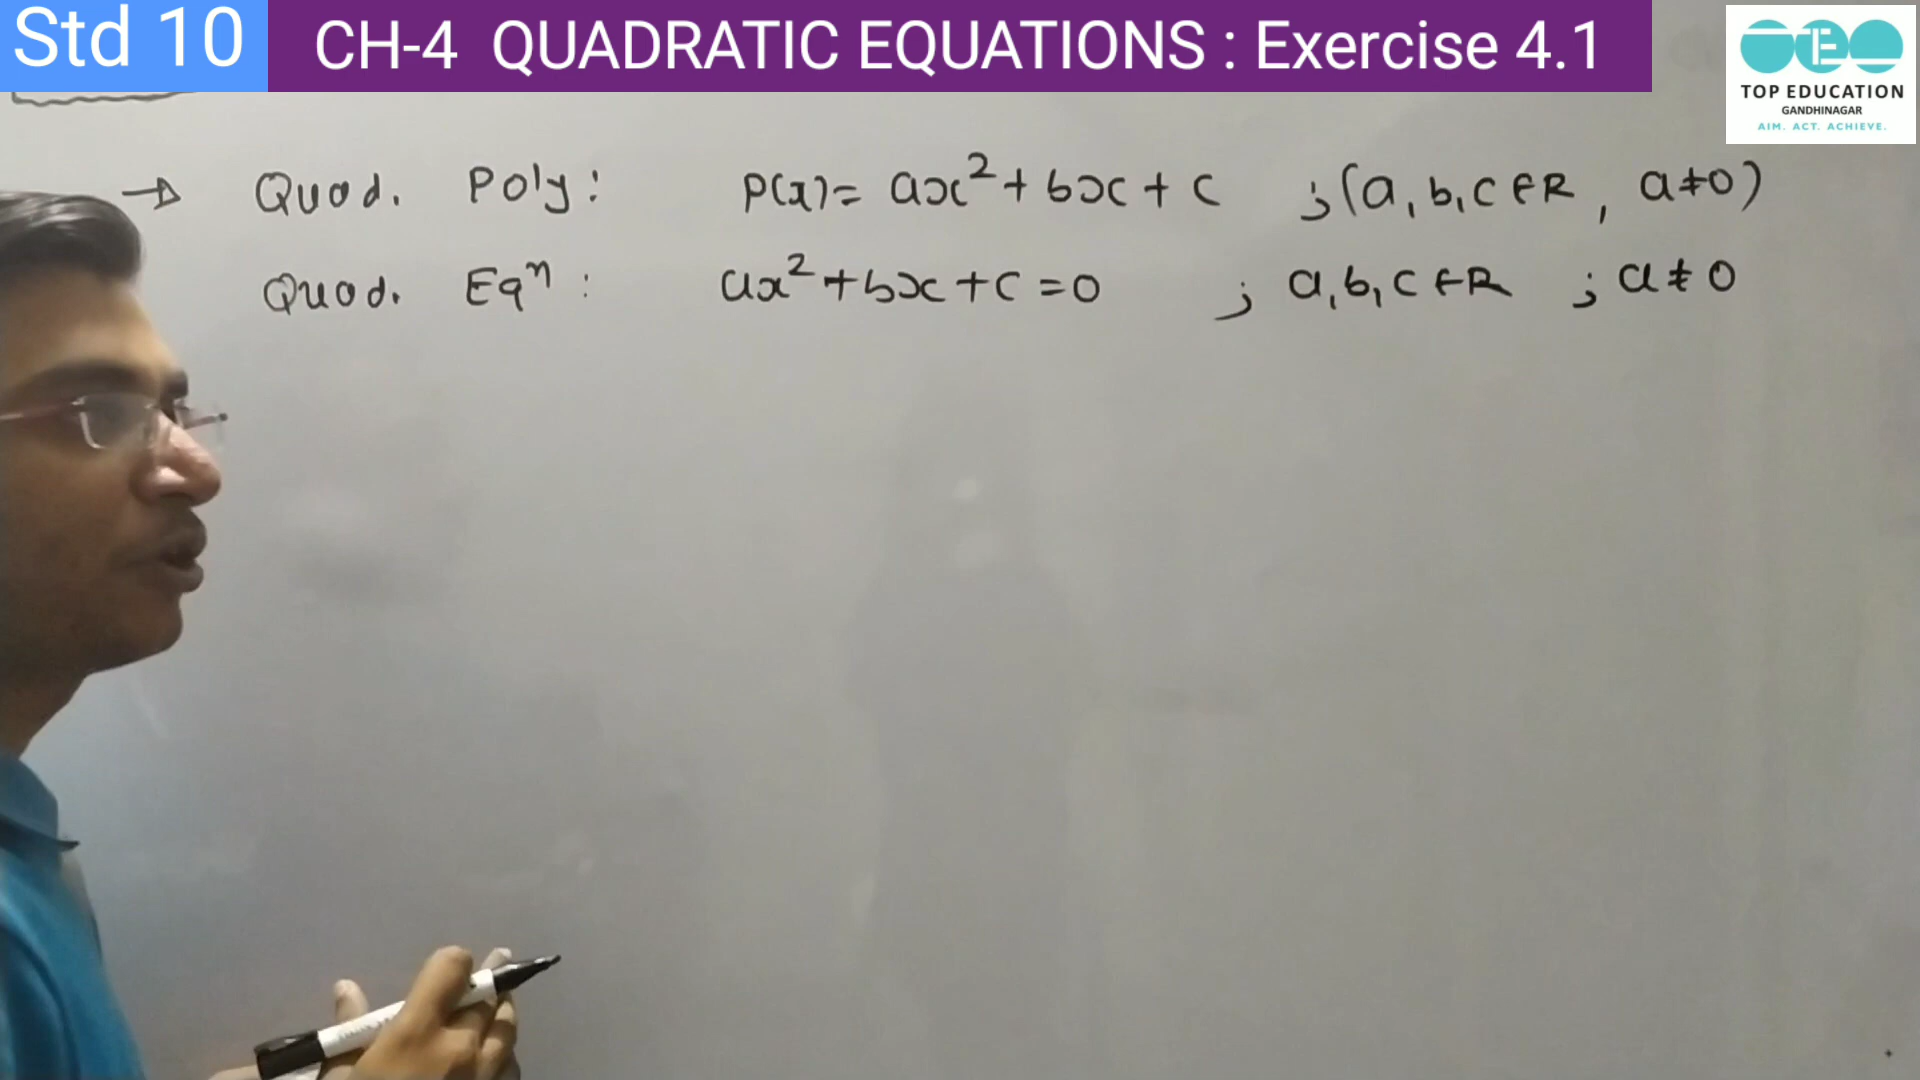 Std 10
CH-4 QUADRATIC EQUATIONS : Exercise 4.1
TOP EDUCATION
GANDHINAGAR
AIM. ACT. ACHIEVE.
→ Quad. Poly : P(x) = ax² + bx + c ; (a, b, c ∈ R , a ≠ 0)
Quad. Eqⁿ : ax² + bx + c = 0 ; a, b, c ∈ R ; a ≠ 0